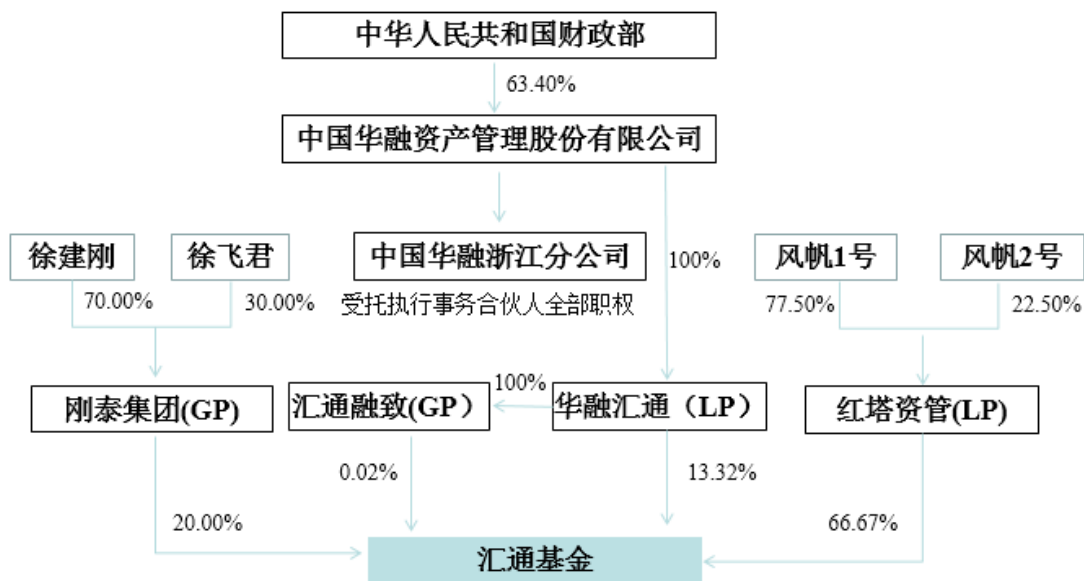 中华人民共和国财政部
63.40%
中国华融资产管理股份有限公司
徐建刚
徐飞君
中国华融浙江分公司
100%
风帆1号
风帆2号
70.00%
30.00%
受托执行事务合伙人全部职权
77.50%
22.50%
刚泰集团(GP)
汇通融致(GP）
100%
华融汇通（LP）
红塔资管(LP)
0.02%
13.32%
20.00%
66.67%
汇通基金